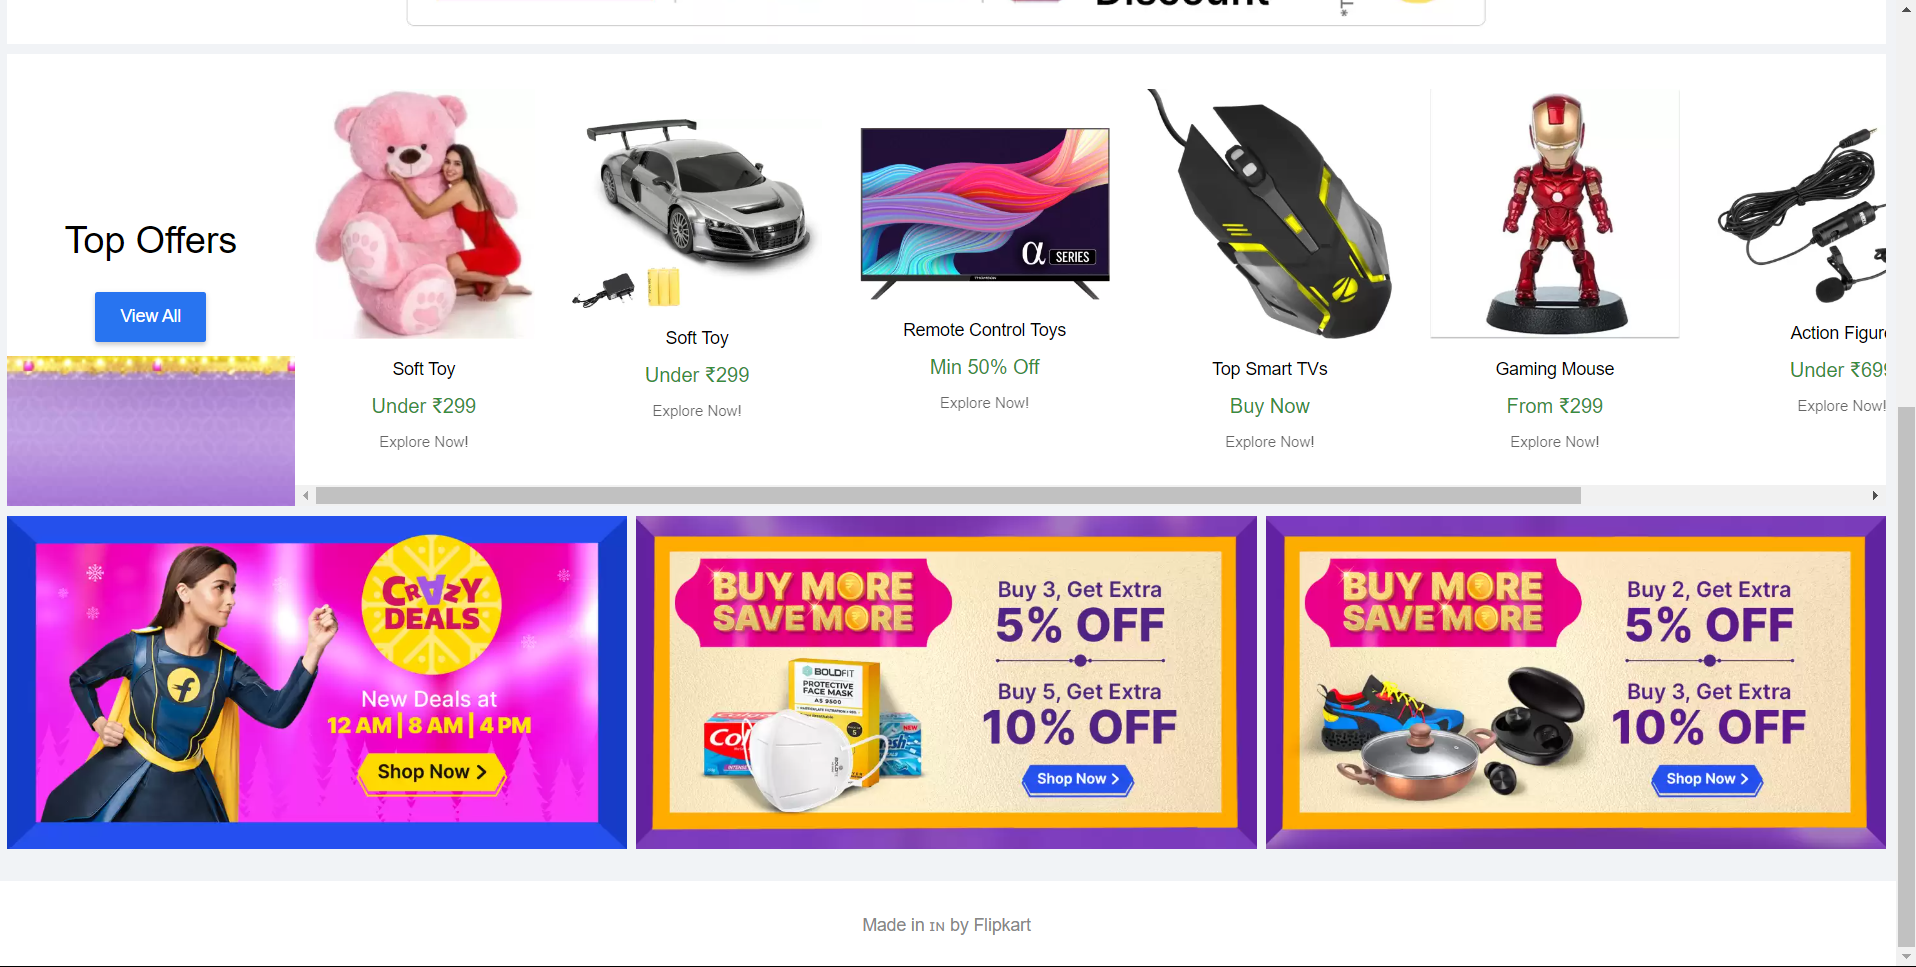 Discount
*T
Top Offers
View All
α SERIES
THOMSON
Soft Toy
Under ₹299
Explore Now!
Soft Toy
Under ₹299
Explore Now!
Remote Control Toys
Min 50% Off
Explore Now!
Top Smart TVs
Buy Now
Explore Now!
Gaming Mouse
From ₹299
Explore Now!
Action Figur
Under ₹699
Explore Now!
CRAZY
DEALS
New Deals at
12 AM | 8 AM | 4 PM
Shop Now >
BUY MORE
SAVE MORE
Buy 3, Get Extra
5% OFF
Buy 5, Get Extra
10% OFF
Shop Now >
BOLDFIT
PROTECTIVE
FACE MASK
AS 9500
NEW
BUY MORE
SAVE MORE
Buy 2, Get Extra
5% OFF
Buy 3, Get Extra
10% OFF
Shop Now >
Made in IN by Flipkart